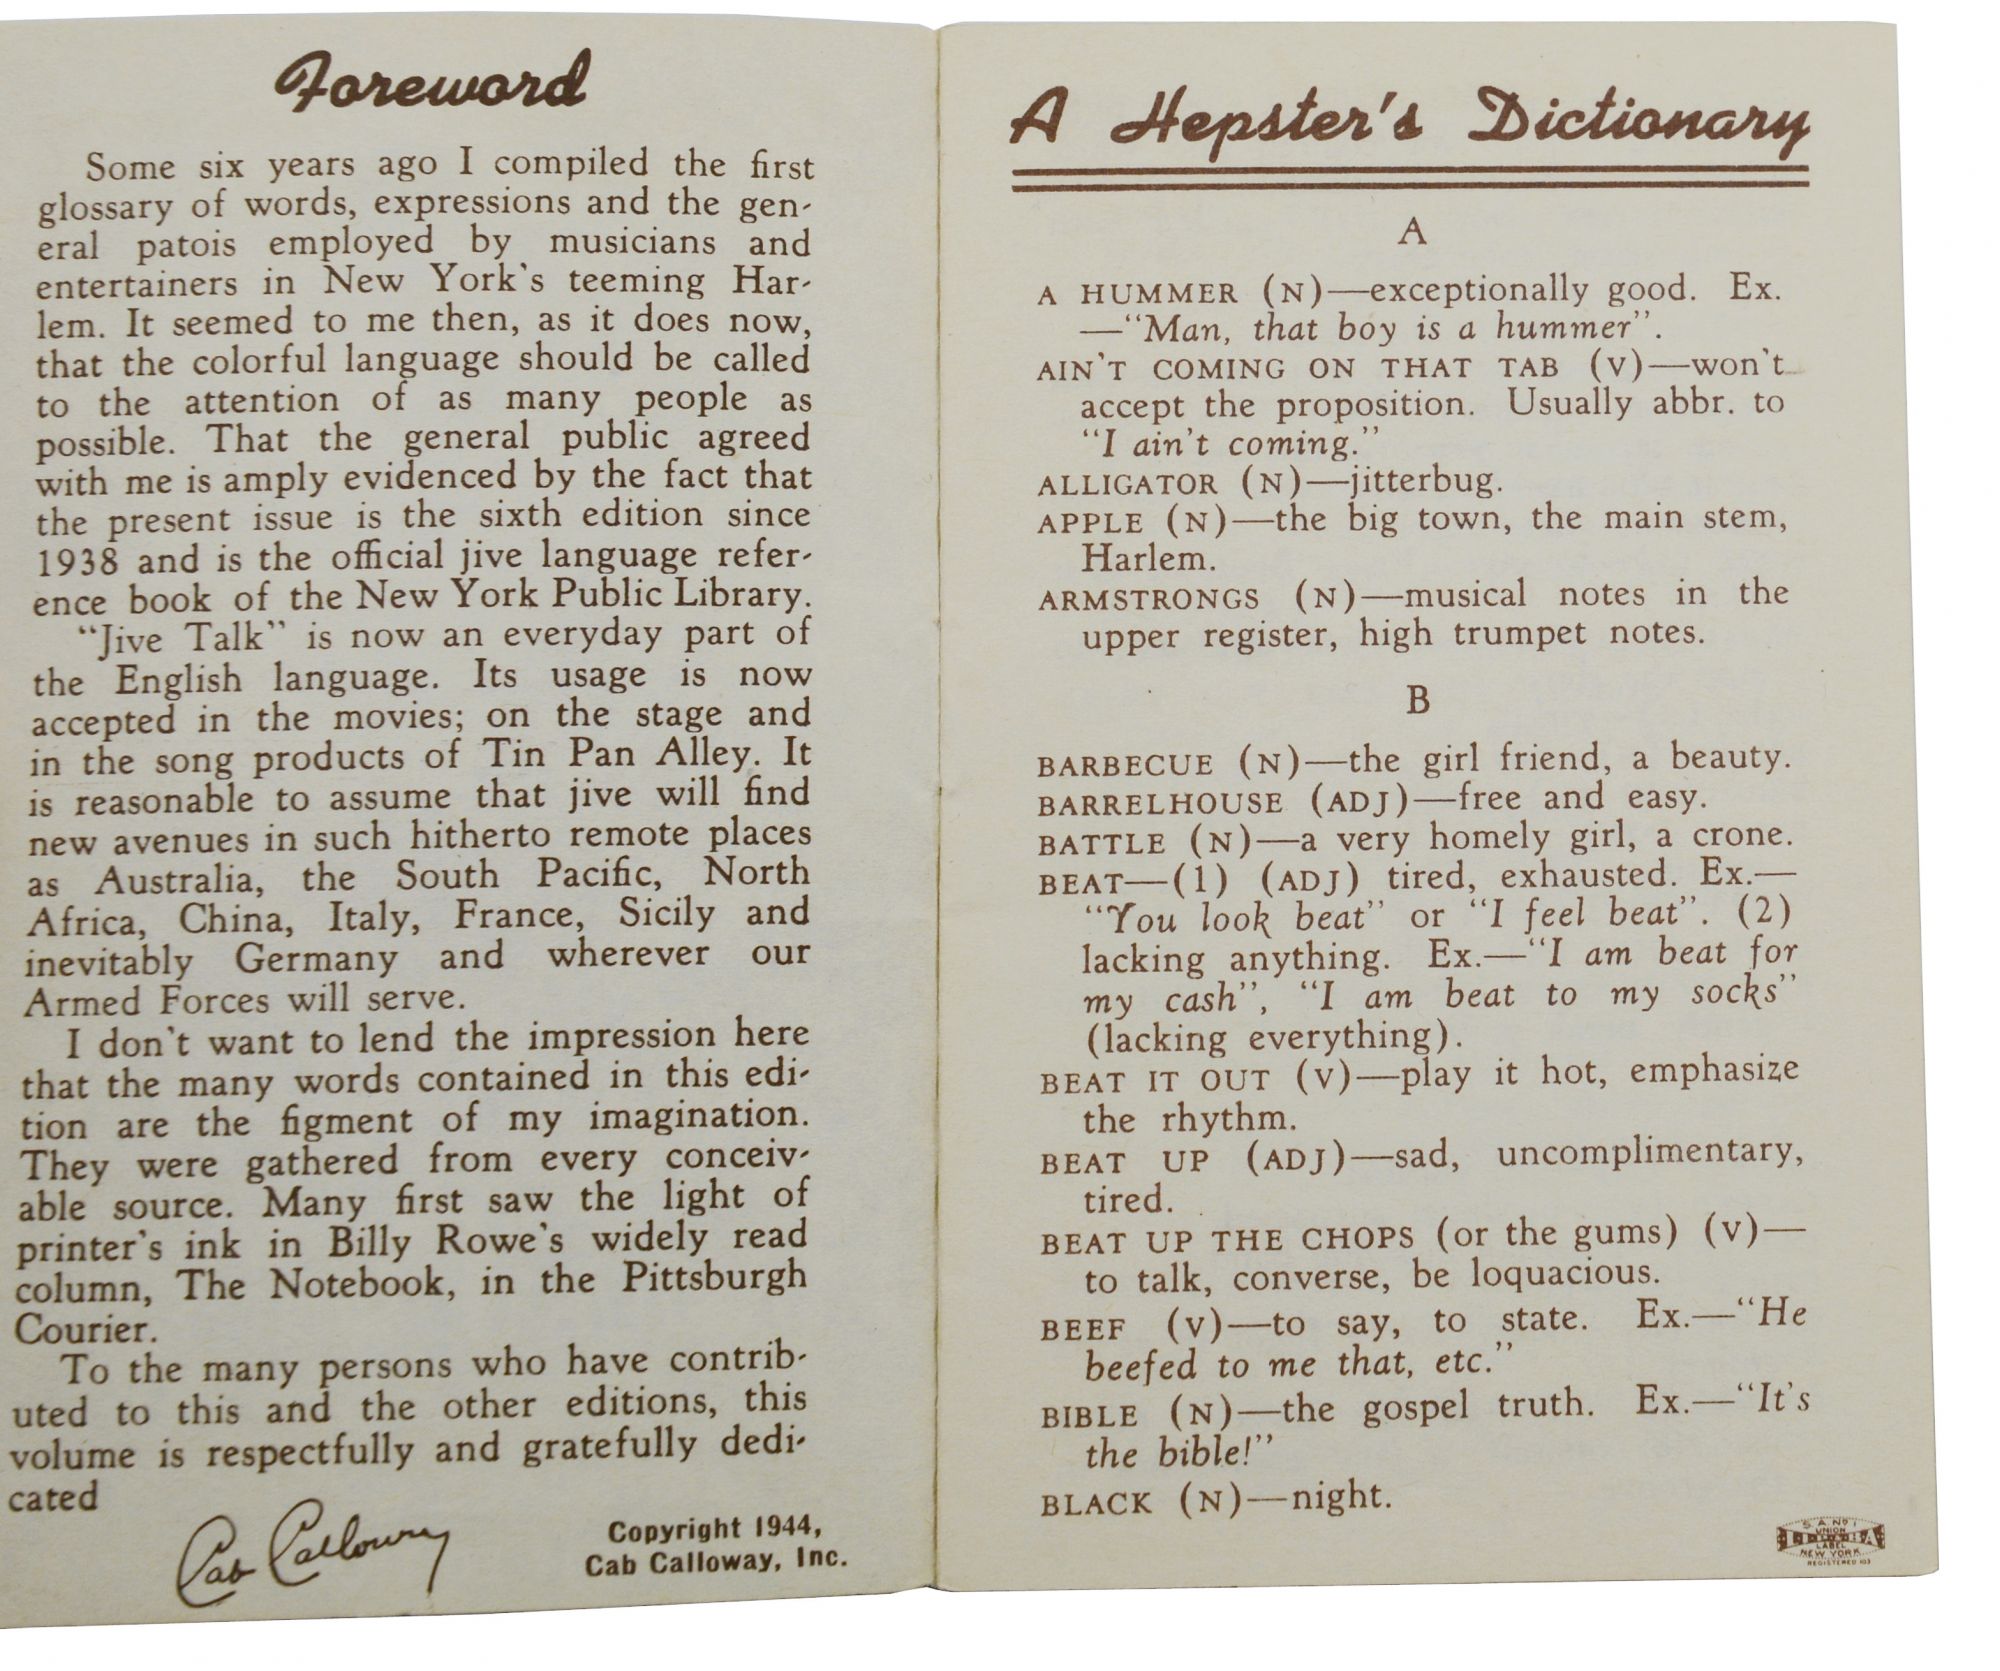 Foreword
Some six years ago I compiled the first
glossary of words, expressions and the gen-
eral patois employed by musicians and
entertainers in New York's teeming Har-
lem. It seemed to me then, as it does now,
that the colorful language should be called
to the attention of as many people as
possible. That the general public agreed
with me is amply evidenced by the fact that
the present issue is the sixth edition since
1938 and is the official jive language refer-
ence book of the New York Public Library.
"Jive Talk" is now an everyday part of
the English language. Its usage is now
accepted in the movies; on the stage and
in the song products of Tin Pan Alley. It
is reasonable to assume that jive will find
new avenues in such hitherto remote places
as Australia, the South Pacific, North
Africa, China, Italy, France, Sicily and
inevitably Germany and wherever our
Armed Forces will serve.
I don't want to lend the impression here
that the many words contained in this edi-
tion are the figment of my imagination.
They were gathered from every conceiv-
able source. Many first saw the light of
printer's ink in Billy Rowe's widely read
column, The Notebook, in the Pittsburgh
Courier.
To the many persons who have contrib-
uted to this and the other editions, this
volume is respectfully and gratefully dedi-
cated
Cab Calloway
Copyright 1944,
Cab Calloway, Inc.
A Hepster's Dictionary
A
A HUMMER (N)—exceptionally good. Ex.
—"Man, that boy is a hummer".
AIN'T COMING ON THAT TAB (V)—won't
accept the proposition. Usually abbr. to
"I ain't coming."
ALLIGATOR (N)—jitterbug.
APPLE (N)—the big town, the main stem,
Harlem.
ARMSTRONGS (N)—musical notes in the
upper register, high trumpet notes.
B
BARBECUE (N)—the girl friend, a beauty.
BARRELHOUSE (ADJ)—free and easy.
BATTLE (N)—a very homely girl, a crone.
BEAT—(1) (ADJ) tired, exhausted. Ex.—
"You look beat" or "I feel beat". (2)
lacking anything. Ex.—"I am beat for
my cash", "I am beat to my socks"
(lacking everything).
BEAT IT OUT (V)—play it hot, emphasize
the rhythm.
BEAT UP (ADJ)—sad, uncomplimentary,
tired.
BEAT UP THE CHOPS (or the gums) (V)—
to talk, converse, be loquacious.
BEEF (V)—to say, to state. Ex.—"He
beefed to me that, etc."
BIBLE (N)—the gospel truth. Ex.—"It's
the bible!"
BLACK (N)—night.
S.A. Nº 1
UNION
LABEL
NEW YORK
REGISTERED 103